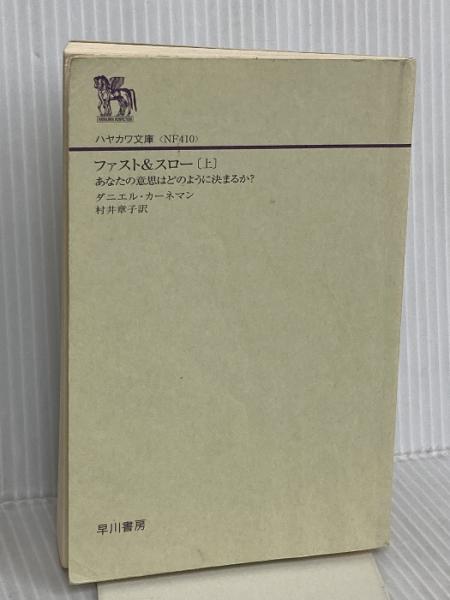 ハヤカワ文庫〈NF410〉
ファスト&スロー〔上〕
あなたの意思はどのように決まるか?
ダニエル・カーネマン
村井章子訳
早川書房